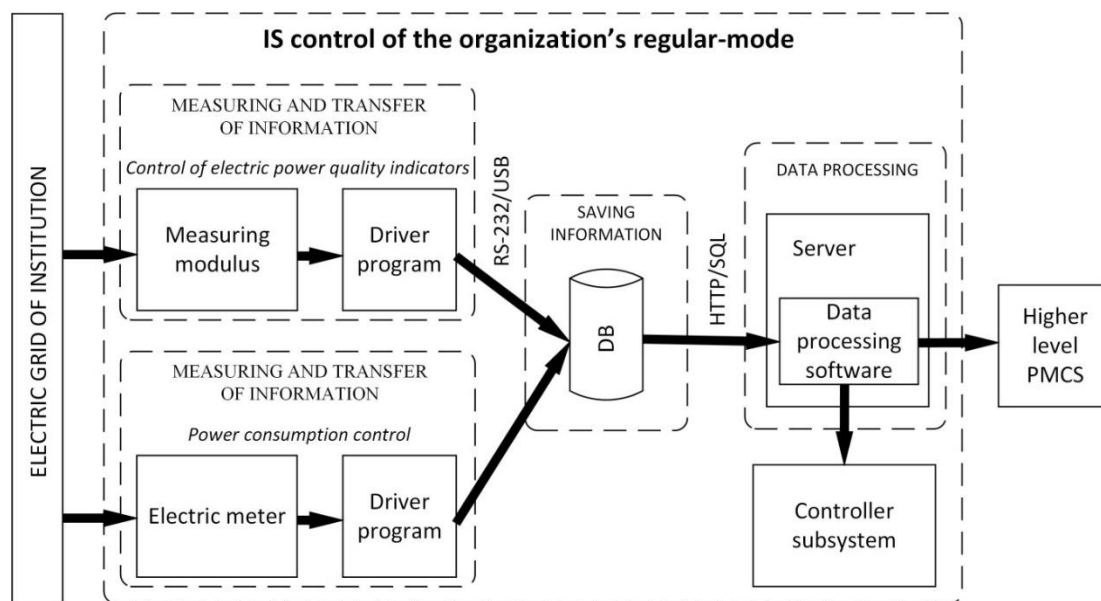 IS control of the organization's regular-mode
ELECTRIC GRID OF INSTITUTION
MEASURING AND TRANSFER
OF INFORMATION
Control of electric power quality indicators
Measuring
modulus
Driver
program
RS-232/USB
MEASURING AND TRANSFER
OF INFORMATION
Power consumption control
Electric meter
Driver
program
SAVING
INFORMATION
DB
HTTP/SQL
DATA PROCESSING
Server
Data
processing
software
Controller
subsystem
Higher
level
PMCS